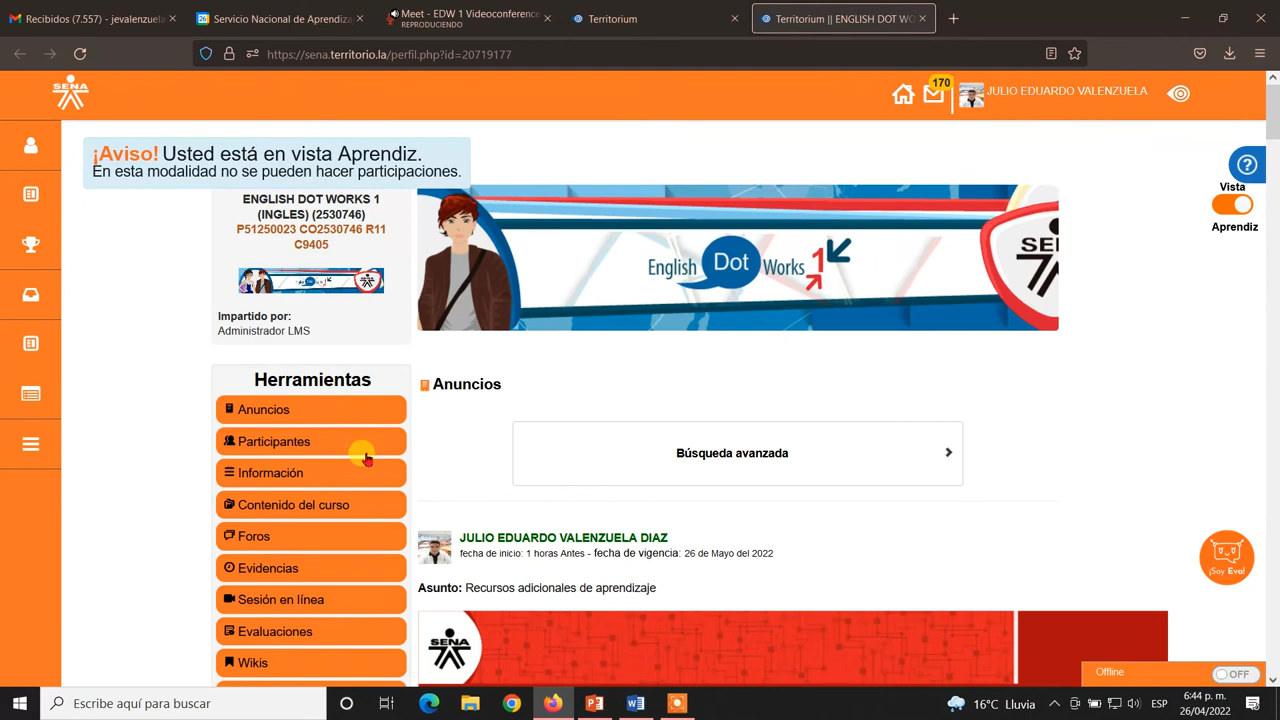 Recibidos (7.557) - jevalenzuela
Servicio Nacional de Aprendiza
Meet - EDW 1 Videoconference
REPRODUCIENDO
Territorium
Territorium || ENGLISH DOT WO
https://sena.territorio.la/perfil.php?id=20719177
SENA
170
JULIO EDUARDO VALENZUELA
¡Aviso! Usted está en vista Aprendiz.
En esta modalidad no se pueden hacer participaciones.
Vista
Aprendiz
ENGLISH DOT WORKS 1
(INGLES) (2530746)
P51250023 CO2530746 R11
C9405
Impartido por:
Administrador LMS
English Dot Works 1
Herramientas
Anuncios
Participantes
Información
Contenido del curso
Foros
Evidencias
Sesión en línea
Evaluaciones
Wikis
Anuncios
Búsqueda avanzada
JULIO EDUARDO VALENZUELA DIAZ
fecha de inicio: 1 horas Antes - fecha de vigencia: 26 de Mayo del 2022
Asunto: Recursos adicionales de aprendizaje
SENA
¡Soy Eva!
Offline
OFF
Escribe aquí para buscar
16°C Lluvia
ESP
6:44 p. m.
26/04/2022